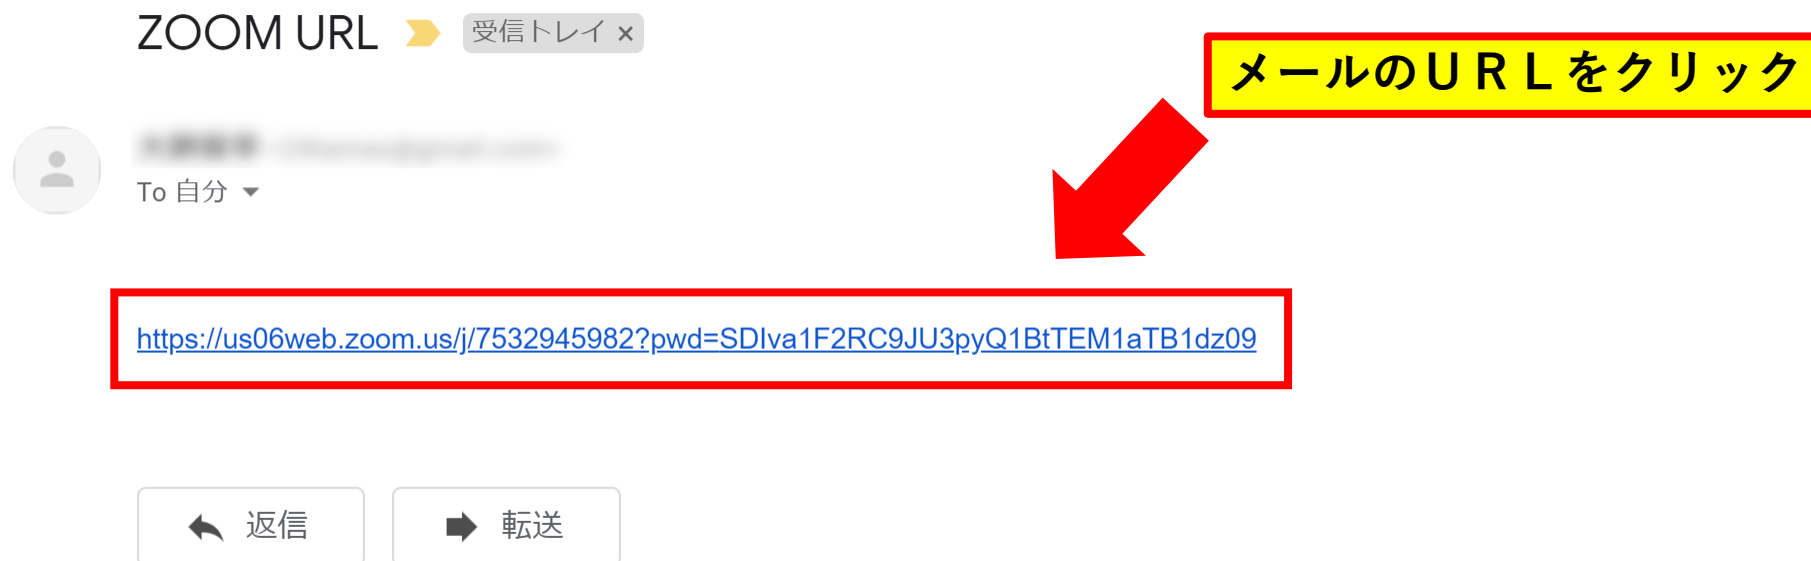 ZOOM URL
受信トレイ ×
メールのＵＲＬをクリック
To 自分
https://us06web.zoom.us/j/7532945982?pwd=SDIva1F2RC9JU3pyQ1BtTEM1aTB1dz09
返信
転送